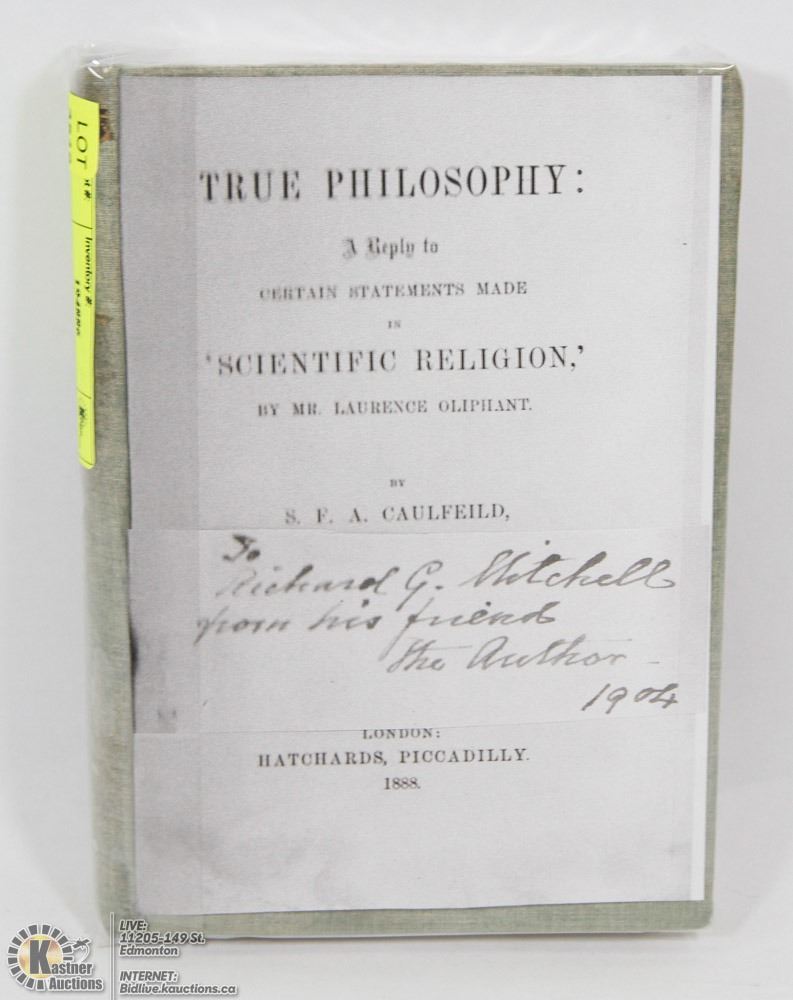 TRUE PHILOSOPHY:
A Reply to
CERTAIN STATEMENTS MADE
IN
'SCIENTIFIC RELIGION,'
BY MR. LAURENCE OLIPHANT.
BY
S. F. A. CAULFEILD,
To
Richard G. Mitchell
from his friend
the Author
1904
LONDON:
HATCHARDS, PICCADILLY.
1888.
LOT
Inventory #:
Kastner
Auctions
LIVE:
11205-149 St.
Edmonton
INTERNET:
Bidlive.kauctions.ca